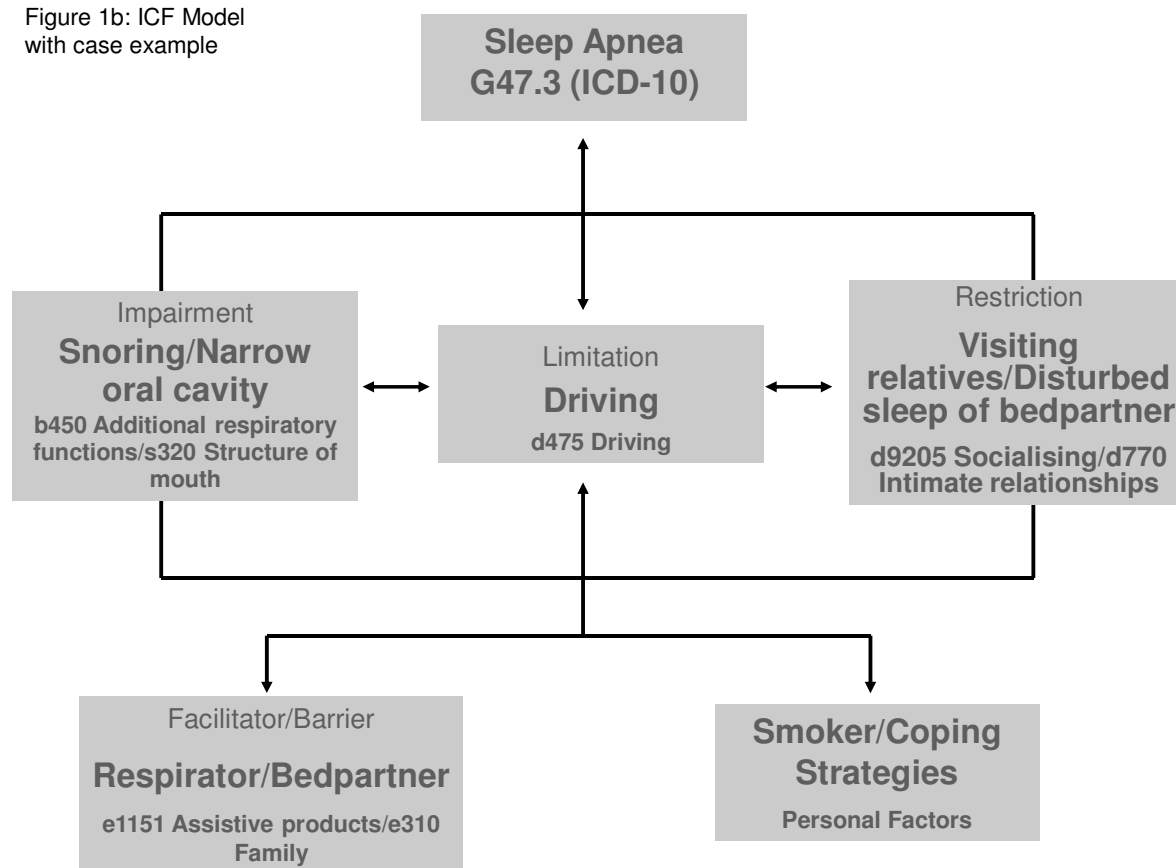 Figure 1b: ICF Model
with case example
Sleep Apnea
G47.3 (ICD-10)
Impairment
Snoring/Narrow
oral cavity
b450 Additional respiratory
functions/s320 Structure of
mouth
Limitation
Driving
d475 Driving
Restriction
Visiting
relatives/Disturbed
sleep of bedpartner
d9205 Socialising/d770
Intimate relationships
Facilitator/Barrier
Respirator/Bedpartner
e1151 Assistive products/e310
Family
Smoker/Coping
Strategies
Personal Factors